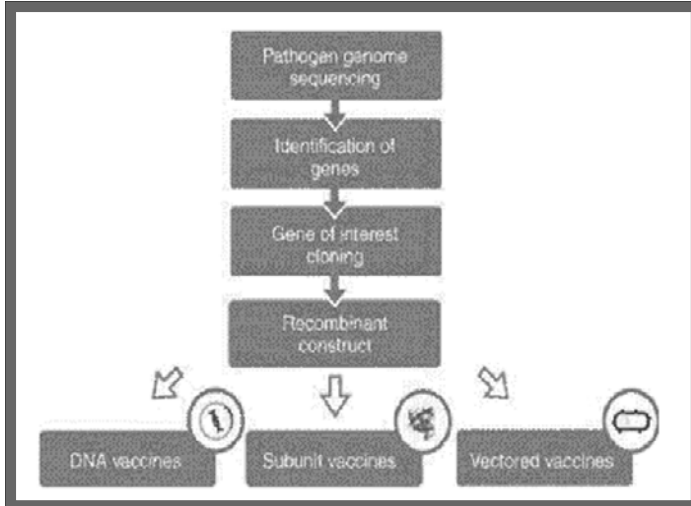 Pathogen genome
sequencing
Identification of
genes
Gene of interest
cloning
Recombinant
construct
DNA vaccines
Subunit vaccines
Vectored vaccines